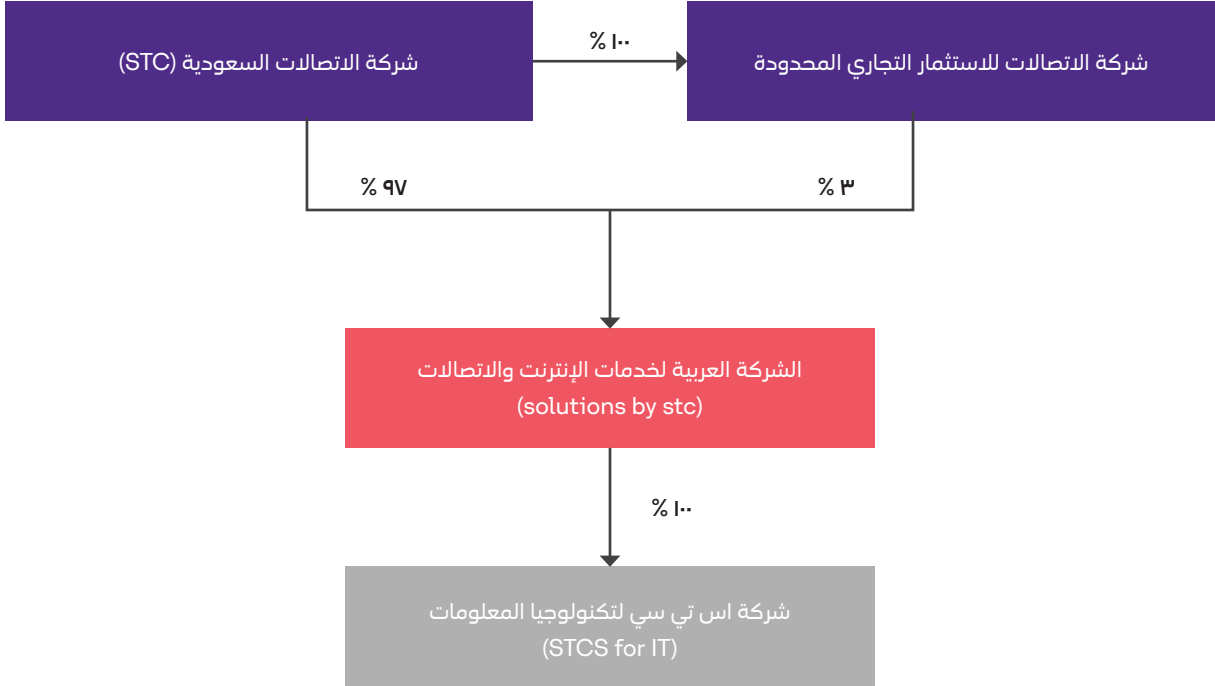 شركة الاتصالات السعودية (STC)
١٠٠ %
شركة الاتصالات للاستثمار التجاري المحدودة
٩٧ %
٣ %
الشركة العربية لخدمات الإنترنت والاتصالات
(solutions by stc)
١٠٠ %
شركة اس تي سي لتكنولوجيا المعلومات
(STCS for IT)